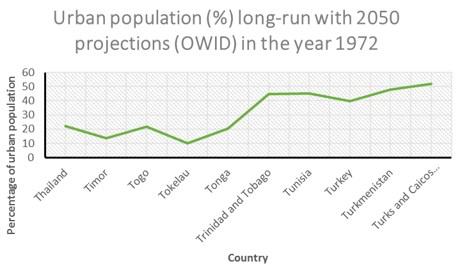 Urban population (%) long-run with 2050
projections (OWID) in the year 1972
Percentage of urban population
60
50
40
30
20
10
0
Thailand
Timor
Togo
Tokelau
Tonga
Trinidad and Tobago
Tunisia
Turkey
Turkmenistan
Turks and Caicos...
Country